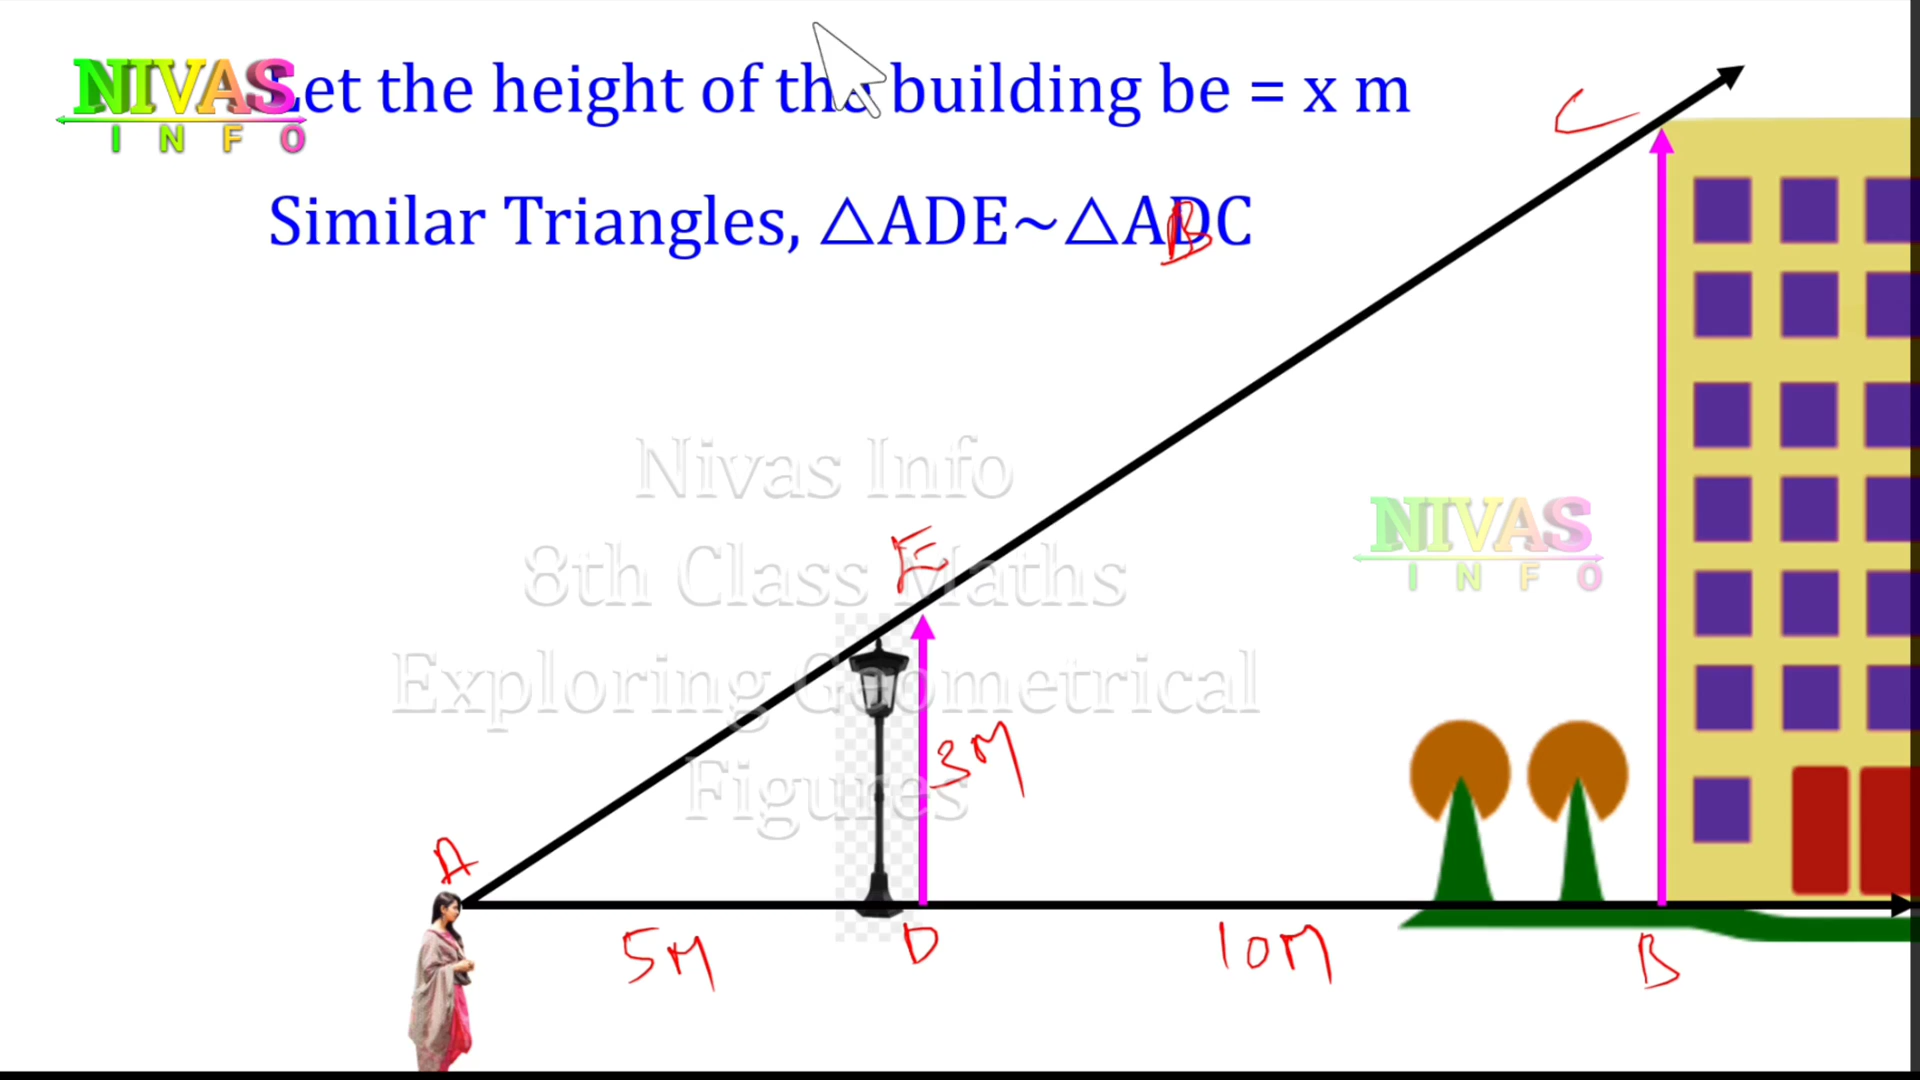 NIVAS
INFO
Let the height of the building be = x m
Similar Triangles, △ADE~△ABC
C
Nivas Info
8th Class Maths
Exploring Geometrical
Figures
NIVAS
INFO
E
3M
A
5M
D
10M
B